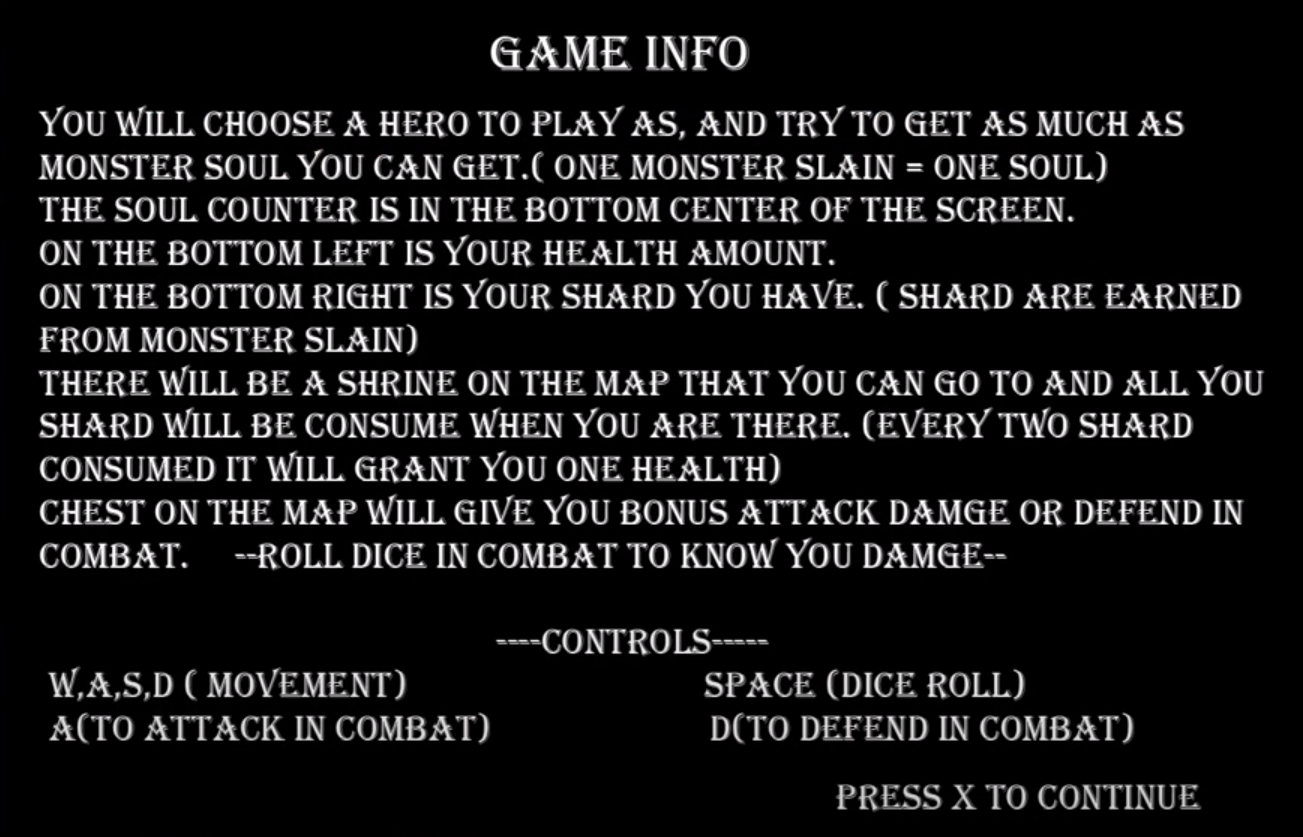 GAME INFO
YOU WILL CHOOSE A HERO TO PLAY AS, AND TRY TO GET AS MUCH AS
MONSTER SOUL YOU CAN GET.( ONE MONSTER SLAIN = ONE SOUL)
THE SOUL COUNTER IS IN THE BOTTOM CENTER OF THE SCREEN.
ON THE BOTTOM LEFT IS YOUR HEALTH AMOUNT.
ON THE BOTTOM RIGHT IS YOUR SHARD YOU HAVE. ( SHARD ARE EARNED
FROM MONSTER SLAIN)
THERE WILL BE A SHRINE ON THE MAP THAT YOU CAN GO TO AND ALL YOU
SHARD WILL BE CONSUME WHEN YOU ARE THERE. (EVERY TWO SHARD
CONSUMED IT WILL GRANT YOU ONE HEALTH)
CHEST ON THE MAP WILL GIVE YOU BONUS ATTACK DAMGE OR DEFEND IN
COMBAT. --ROLL DICE IN COMBAT TO KNOW YOU DAMGE--
----CONTROLS-----
W,A,S,D ( MOVEMENT) SPACE (DICE ROLL)
A(TO ATTACK IN COMBAT) D(TO DEFEND IN COMBAT)
PRESS X TO CONTINUE